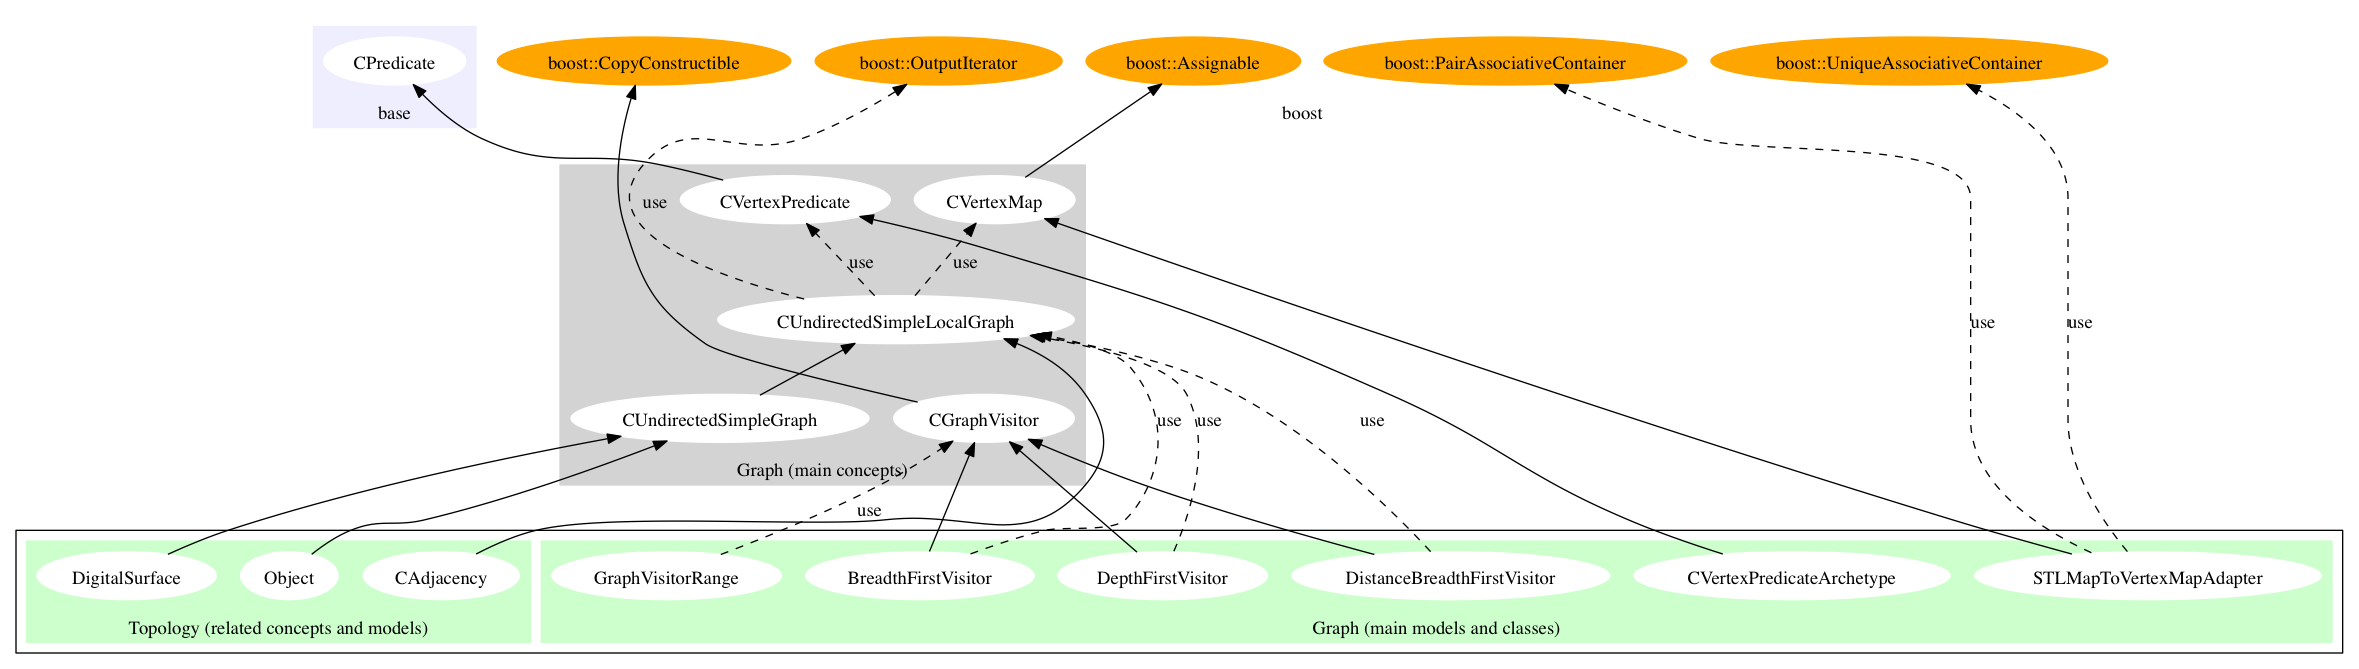 CPredicate
boost::CopyConstructible
boost::OutputIterator
boost::Assignable
boost::PairAssociativeContainer
boost::UniqueAssociativeContainer
base
boost
CVertexPredicate
CVertexMap
use
use
use
CUndirectedSimpleLocalGraph
use
use
CUndirectedSimpleGraph
CGraphVisitor
use
use
use
Graph (main concepts)
use
DigitalSurface
Object
CAdjacency
GraphVisitorRange
BreadthFirstVisitor
DepthFirstVisitor
DistanceBreadthFirstVisitor
CVertexPredicateArchetype
STLMapToVertexMapAdapter
Topology (related concepts and models)
Graph (main models and classes)